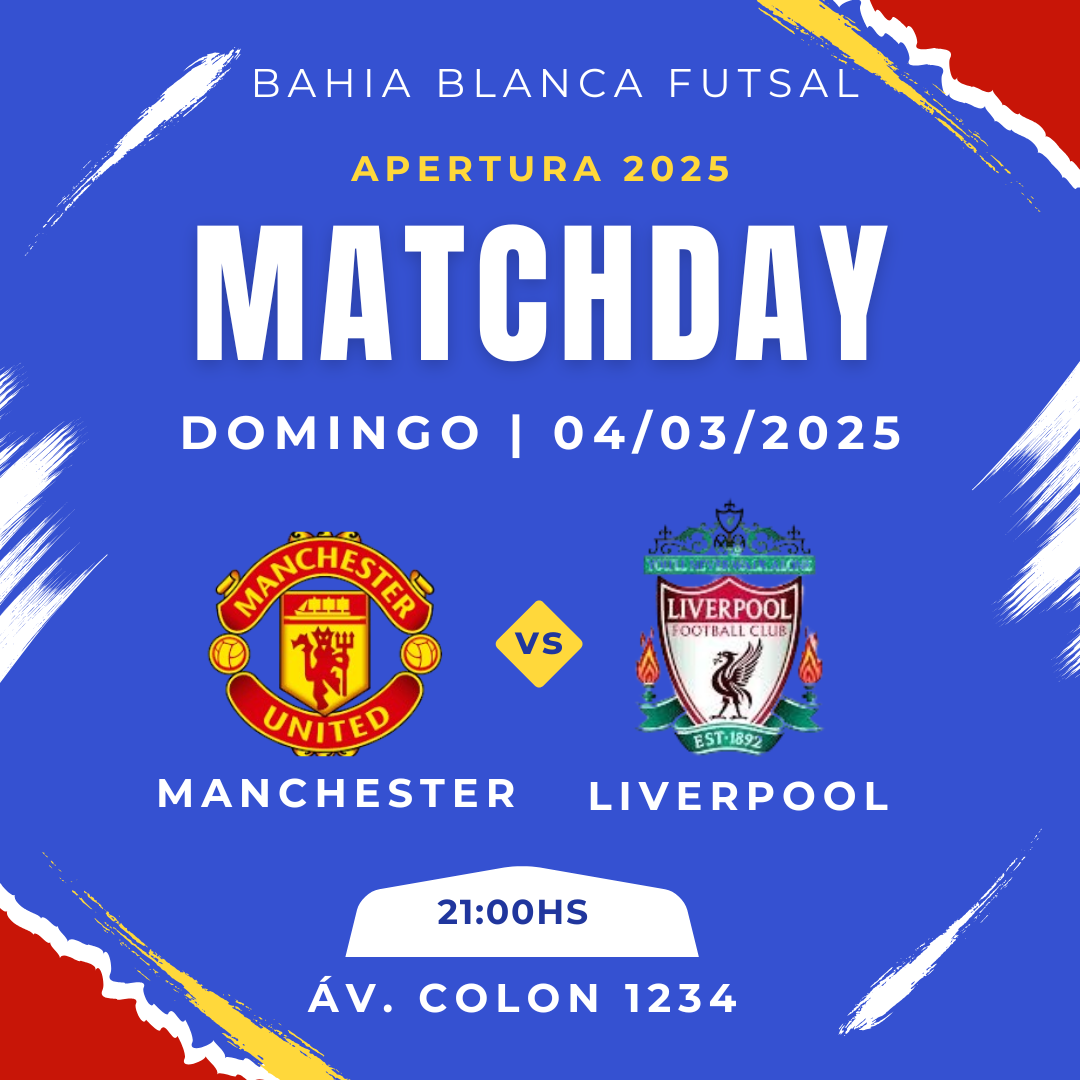 BAHIA BLANCA FUTSAL
APERTURA 2025
MATCHDAY
DOMINGO | 04/03/2025
MANCHESTER
UNITED
VS
LIVERPOOL
FOOTBALL CLUB
EST·1892
MANCHESTER
LIVERPOOL
21:00HS
ÁV. COLON 1234